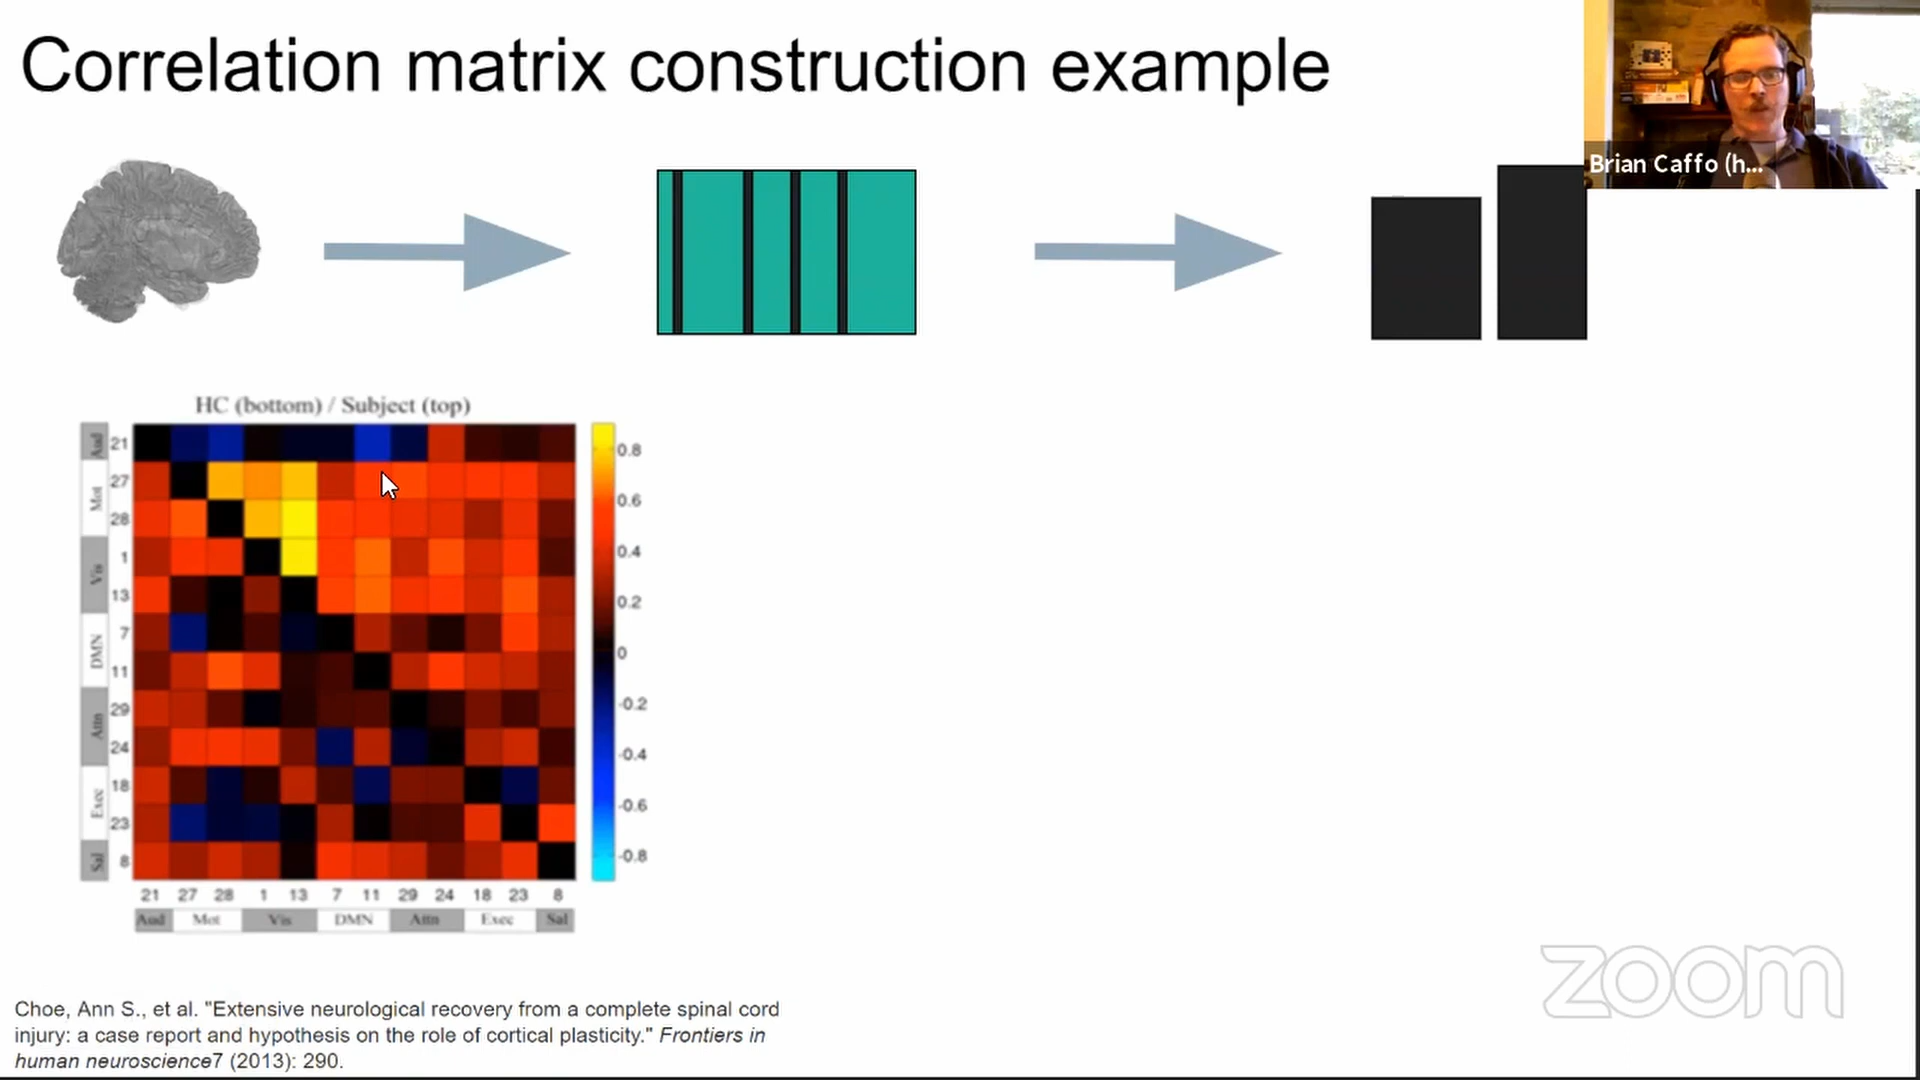 Correlation matrix construction example
Brian Caffo (h...
HC (bottom) / Subject (top)
Aud 21
Mot 27
28
Vis 1
13
DMN 7
11
Attn 29
24
Exec 18
23
Sal 8
0.8
0.6
0.4
0.2
0
-0.2
-0.4
-0.6
-0.8
21 27 28 1 13 7 11 29 24 18 23 8
Aud Mot Vis DMN Attn Exec Sal
Choe, Ann S., et al. "Extensive neurological recovery from a complete spinal cord
injury: a case report and hypothesis on the role of cortical plasticity." Frontiers in
human neuroscience7 (2013): 290.
zoom